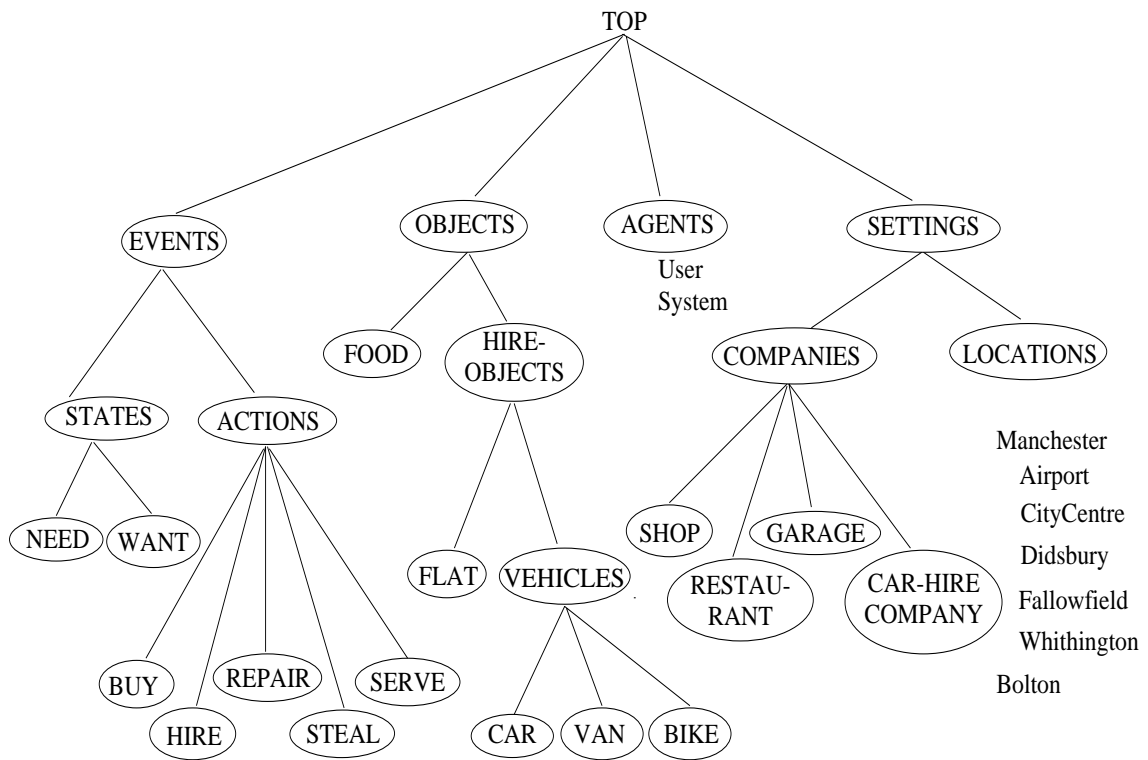 TOP
EVENTS
OBJECTS
AGENTS
SETTINGS
User
System
FOOD
HIRE-
OBJECTS
COMPANIES
LOCATIONS
STATES
ACTIONS
Manchester
Airport
CityCentre
Didsbury
Fallowfield
Whithington
Bolton
NEED
WANT
FLAT
VEHICLES
SHOP
GARAGE
RESTAU-
RANT
CAR-HIRE
COMPANY
BUY
REPAIR
SERVE
HIRE
STEAL
CAR
VAN
BIKE